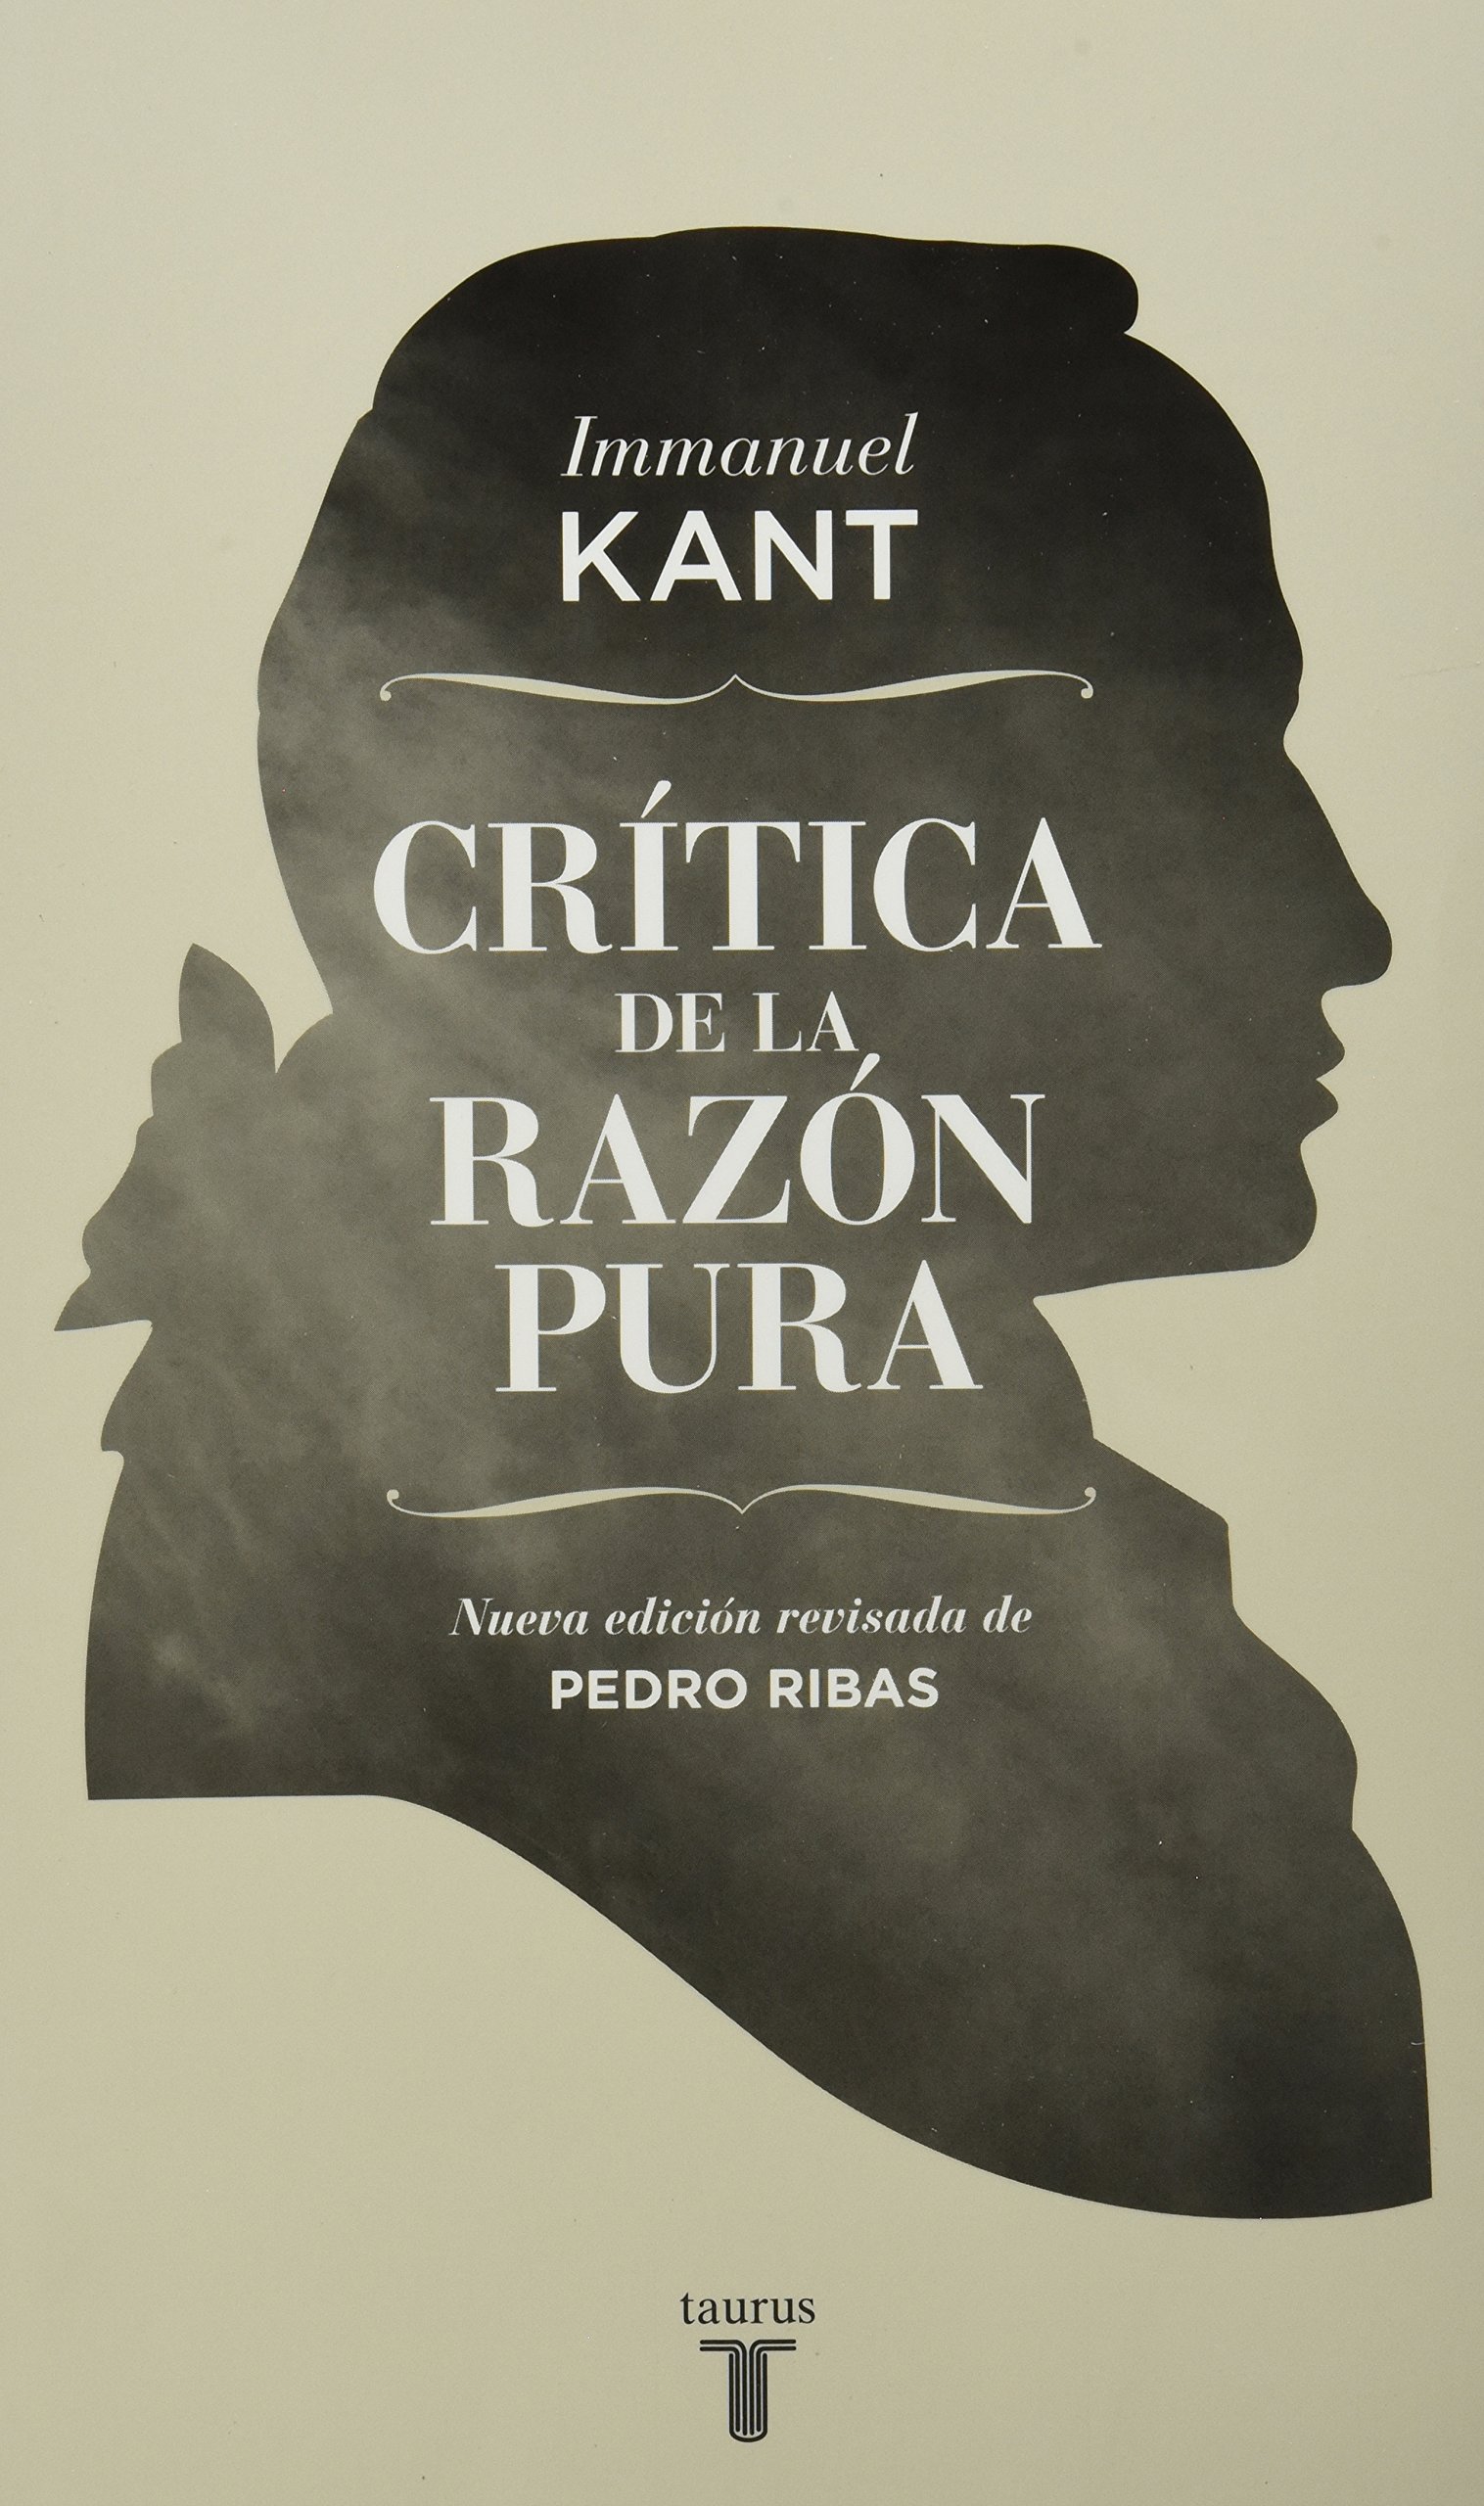 Immanuel
KANT
CRÍTICA
DE LA
RAZÓN
PURA
Nueva edición revisada de
PEDRO RIBAS
taurus
T